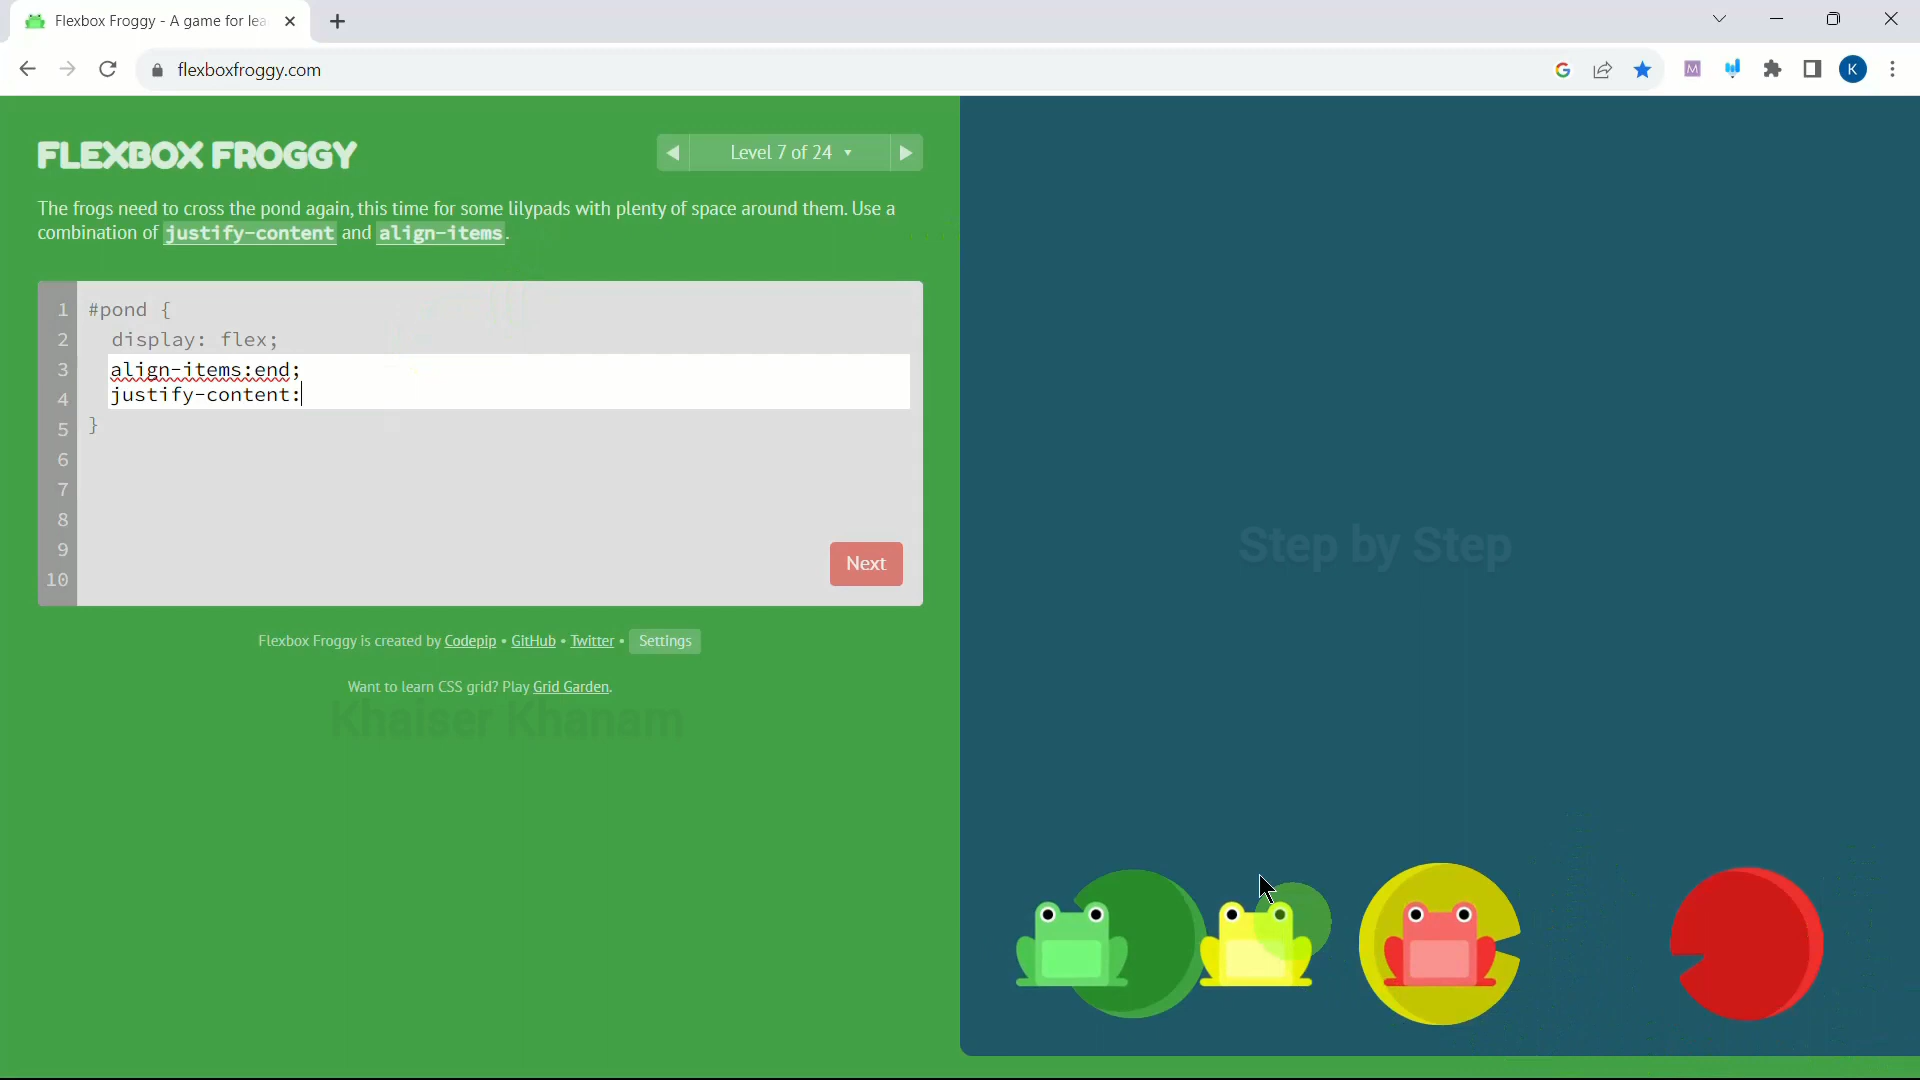 Flexbox Froggy - A game for lea
flexboxfroggy.com
M
K
FLEXBOX FROGGY
Level 7 of 24
The frogs need to cross the pond again, this time for some lilypads with plenty of space around them. Use a
combination of justify-content and align-items.
1 #pond {
2 display: flex;
3 align-items:end;
4 justify-content:
5 }
6
7
8
9
10
Next
Step by Step
Flexbox Froggy is created by Codepip • GitHub • Twitter • Settings
Want to learn CSS grid? Play Grid Garden.
Khaiser Khanam